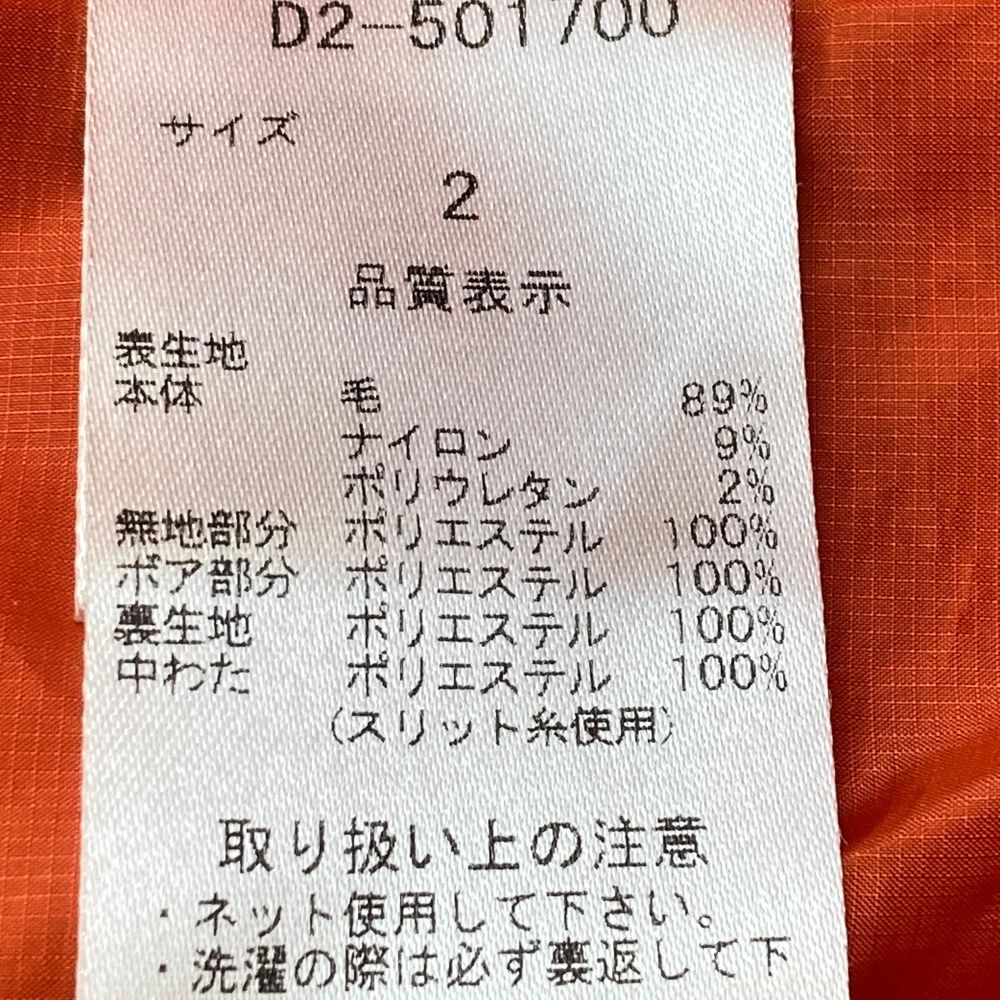 D2-501700
サイズ
2
品質表示
表生地
本体 毛 89%
ナイロン 9%
ポリウレタン 2%
無地部分 ポリエステル 100%
ボア部分 ポリエステル 100%
裏生地 ポリエステル 100%
中わた ポリエステル 100%
(スリット糸使用)
取り扱い上の注意
・ネット使用して下さい。
・洗濯の際は必ず裏返して下